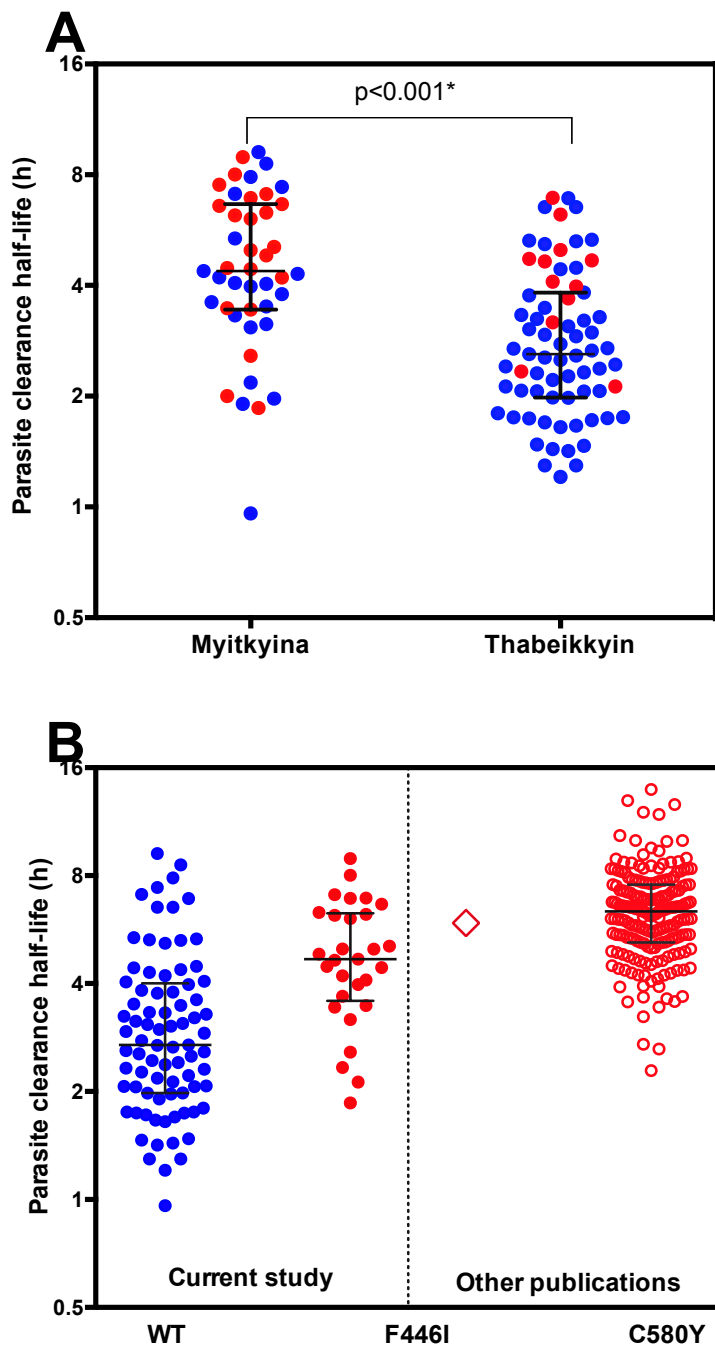 A
16
p<0.001*
8
4
2
1
0.5
Parasite clearance half-life (h)
Myitkyina Thabeikkyin
B
16
8
4
2
1
0.5
Parasite clearance half-life (h)
Current study Other publications
WT F446I C580Y